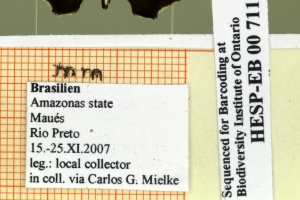 Brasilien
Amazonas state
Maués
Rio Preto
15.-25.XI.2007
leg.: local collector
in coll. via Carlos G. Mielke
Sequenced for Barcoding at
Biodiversity Institute of Ontario
HESP-EB 00 711